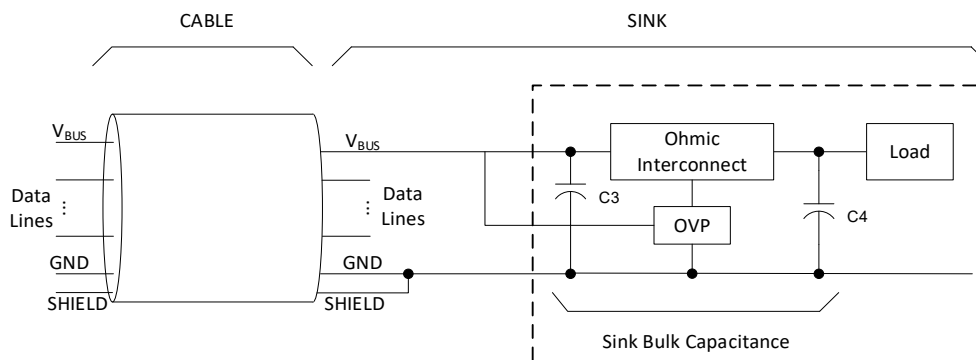 CABLE
SINK
VBUS
VBUS
Data
Lines
...
Data
Lines
...
GND
SHIELD
GND
SHIELD
C3
Ohmic
Interconnect
OVP
C4
Load
Sink Bulk Capacitance